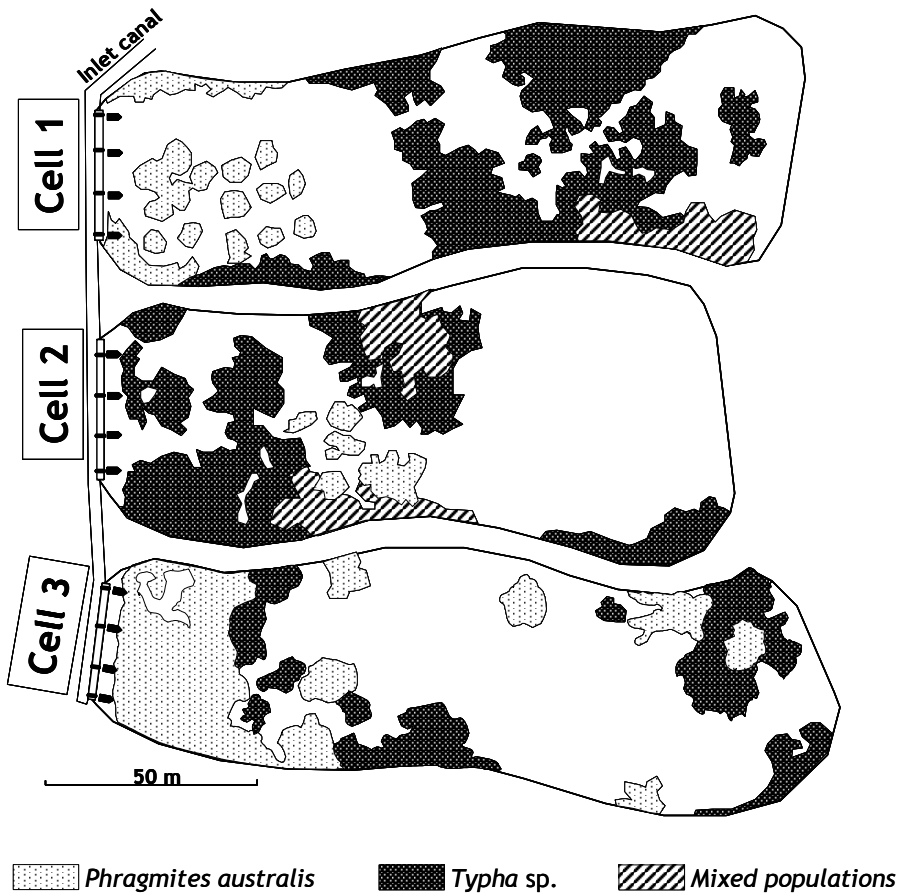 Inlet canal
Cell 1
Cell 2
Cell 3
50 m
Phragmites australis
Typha sp.
Mixed populations